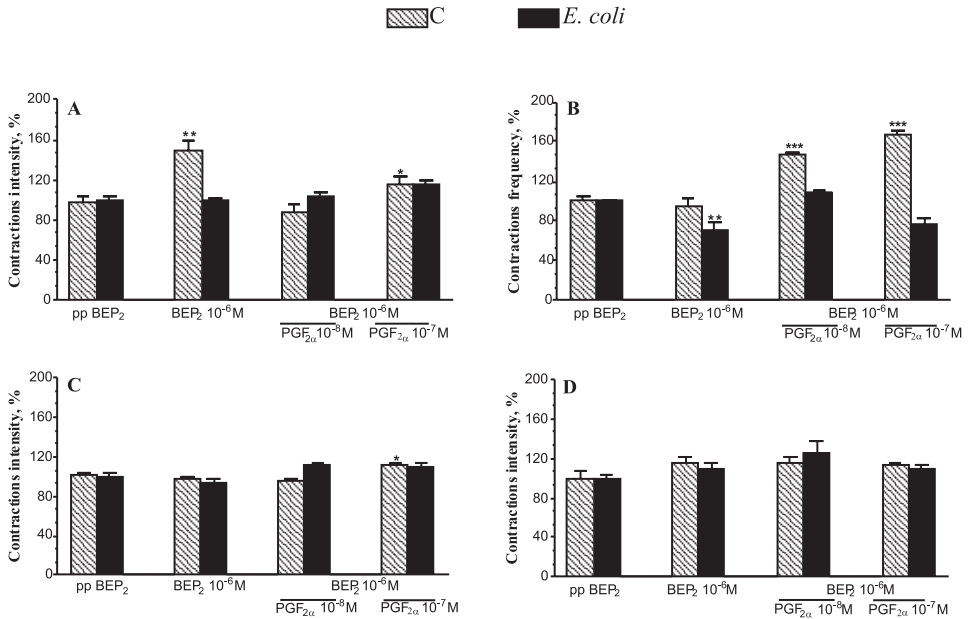 C E. coli
A
Contractions intensity, %
200
160
120
80
40
0
**
*
pp BEP₂ BEP₂ 10⁻⁶M BEP₂ 10⁻⁶M
PGF₂α 10⁻⁸M PGF₂α 10⁻⁷M
B
Contractions frequency, %
200
160
120
80
40
0
**
***
***
pp BEP₂ BEP₂ 10⁻⁶M BEP₂ 10⁻⁶M
PGF₂α 10⁻⁸M PGF₂α 10⁻⁷M
C
Contractions intensity, %
200
160
120
80
40
0
*
pp BEP₂ BEP₂ 10⁻⁶M BEP₂ 10⁻⁶M
PGF₂α 10⁻⁸M PGF₂α 10⁻⁷M
D
Contractions intensity, %
200
160
120
80
40
0
pp BEP₂ BEP₂ 10⁻⁶M BEP₂ 10⁻⁶M
PGF₂α 10⁻⁸M PGF₂α 10⁻⁷M